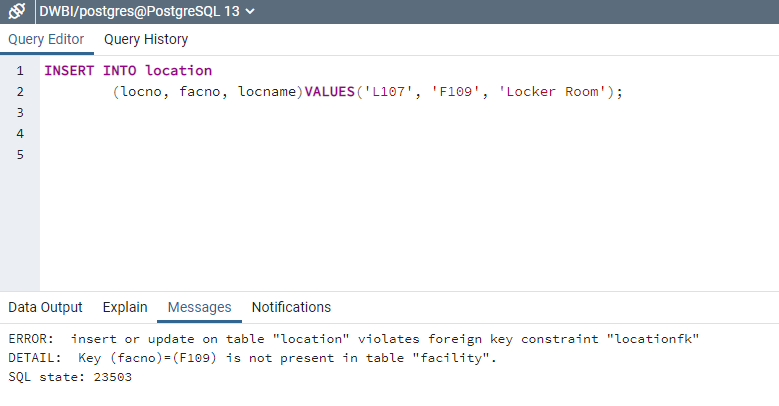 DWBI/postgres@PostgreSQL 13
Query Editor Query History
1 INSERT INTO location
2 (locno, facno, locname)VALUES('L107', 'F109', 'Locker Room');
3
4
5
Data Output Explain Messages Notifications
ERROR:  insert or update on table "location" violates foreign key constraint "locationfk"
DETAIL:  Key (facno)=(F109) is not present in table "facility".
SQL state: 23503